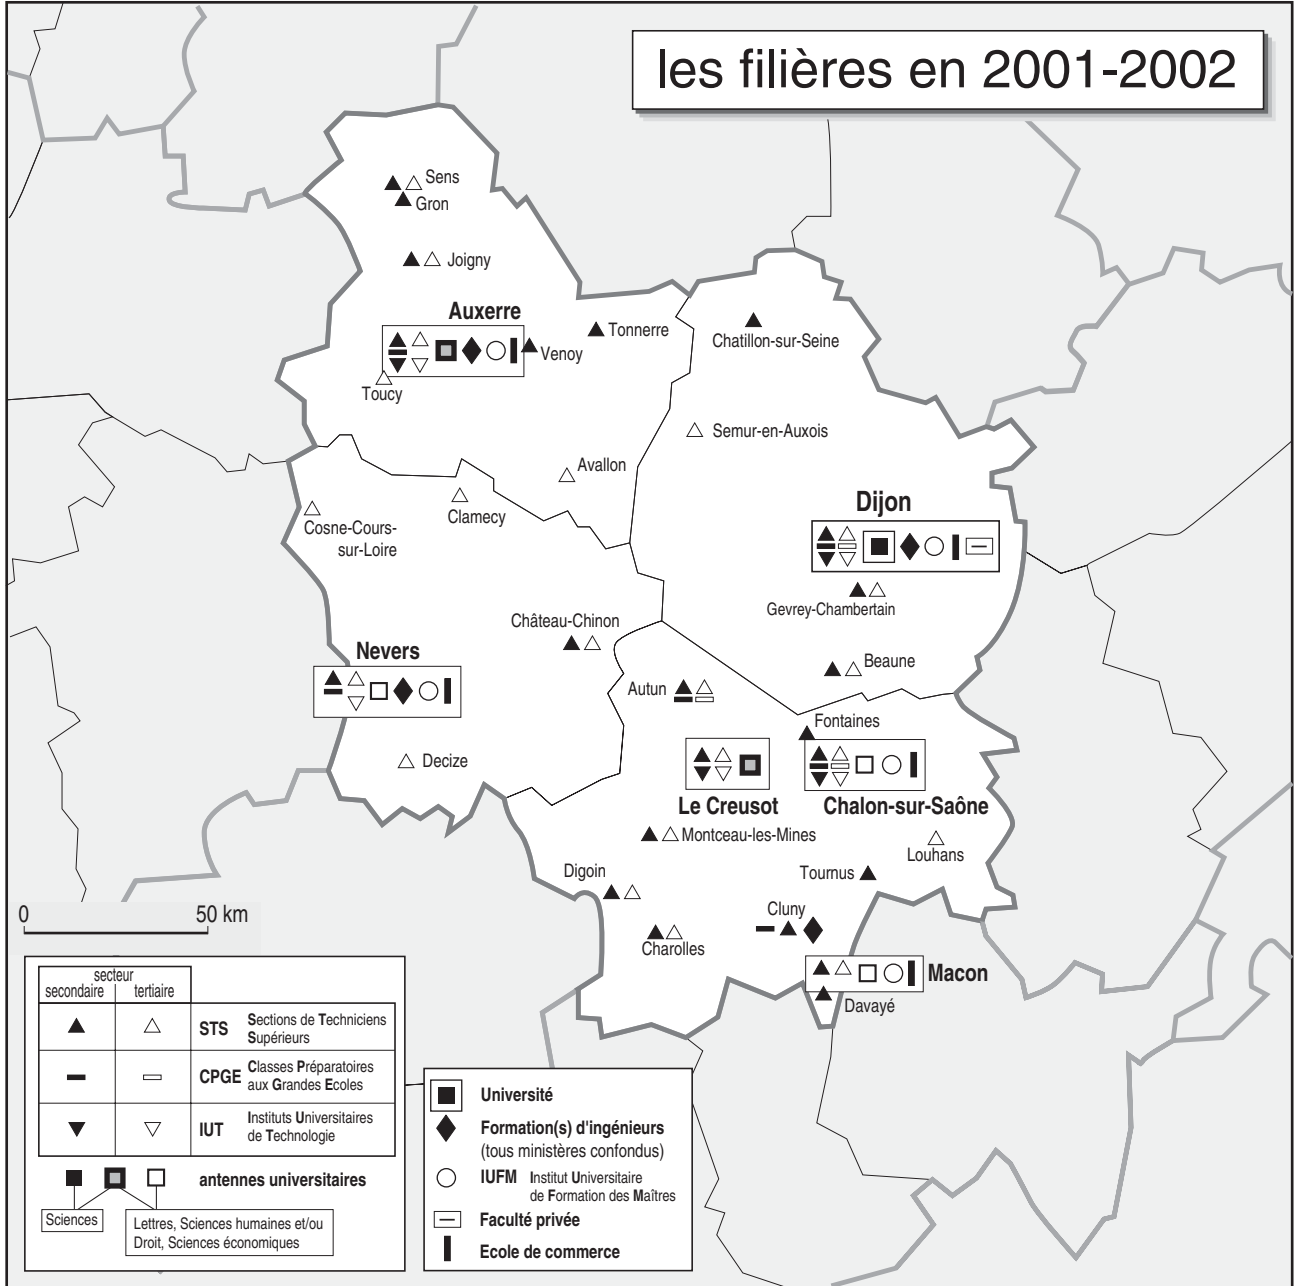 les filières en 2001-2002
Sens
Gron
Joigny
Auxerre
Tonnerre
Venoy
Toucy
Chatillon-sur-Seine
Semur-en-Auxois
Avallon
Clamecy
Cosne-Cours-
sur-Loire
Dijon
Gevrey-Chambertain
Château-Chinon
Nevers
Beaune
Autun
Fontaines
Decize
Le Creusot
Chalon-sur-Saône
Montceau-les-Mines
Louhans
Digoin
Tournus
Cluny
Charolles
Macon
Davayé
0 50 km
secteur
secondaire tertiaire
STS Sections de Techniciens
Supérieurs
CPGE Classes Préparatoires
aux Grandes Ecoles
IUT Instituts Universitaires
de Technologie
antennes universitaires
Sciences
Lettres, Sciences humaines et/ou
Droit, Sciences économiques
Université
Formation(s) d'ingénieurs
(tous ministères confondus)
IUFM Institut Universitaire
de Formation des Maîtres
Faculté privée
Ecole de commerce